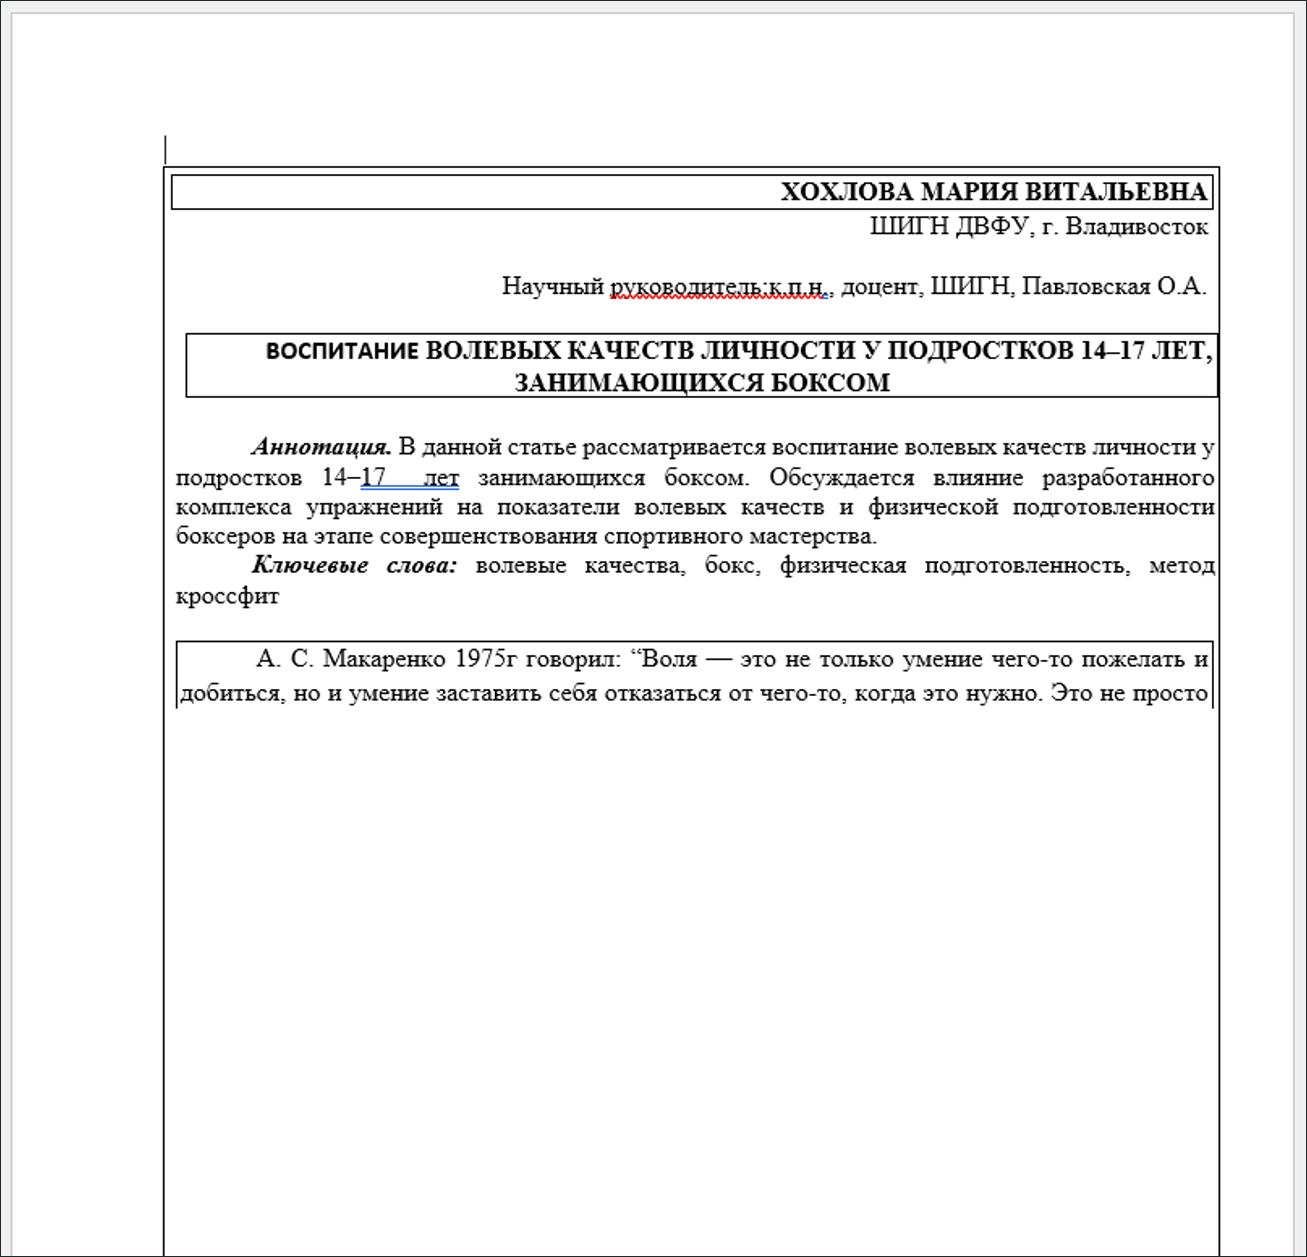 ХОХЛОВА МАРИЯ ВИТАЛЬЕВНА
ШИГН ДВФУ, г. Владивосток
Научный руководитель:к.п.н., доцент, ШИГН, Павловская О.А.
ВОСПИТАНИЕ ВОЛЕВЫХ КАЧЕСТВ ЛИЧНОСТИ У ПОДРОСТКОВ 14–17 ЛЕТ,
ЗАНИМАЮЩИХСЯ БОКСОМ
Аннотация. В данной статье рассматривается воспитание волевых качеств личности у
подростков 14–17 лет занимающихся боксом. Обсуждается влияние разработанного
комплекса упражнений на показатели волевых качеств и физической подготовленности
боксеров на этапе совершенствования спортивного мастерства.
Ключевые слова: волевые качества, бокс, физическая подготовленность, метод
кроссфит
А. С. Макаренко 1975г говорил: “Воля — это не только умение чего-то пожелать и
добиться, но и умение заставить себя отказаться от чего-то, когда это нужно. Это не просто